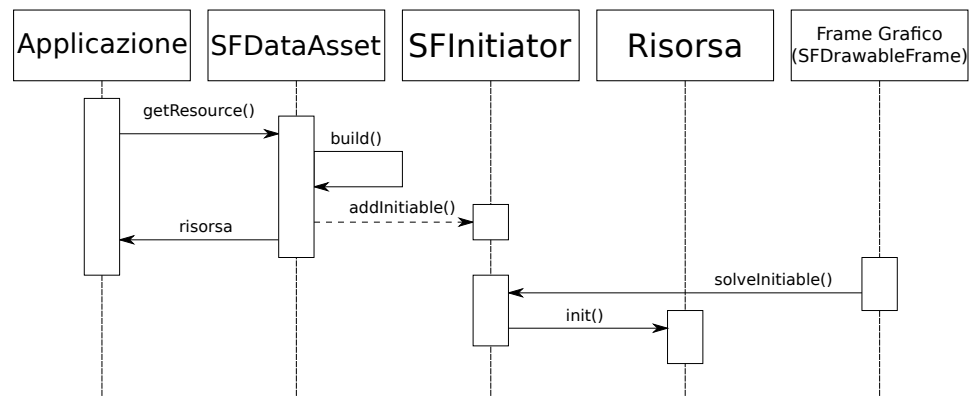 Applicazione
SFDataAsset
SFInitiator
Risorsa
Frame Grafico
(SFDrawableFrame)
getResource()
build()
addInitiable()
risorsa
solveInitiable()
init()